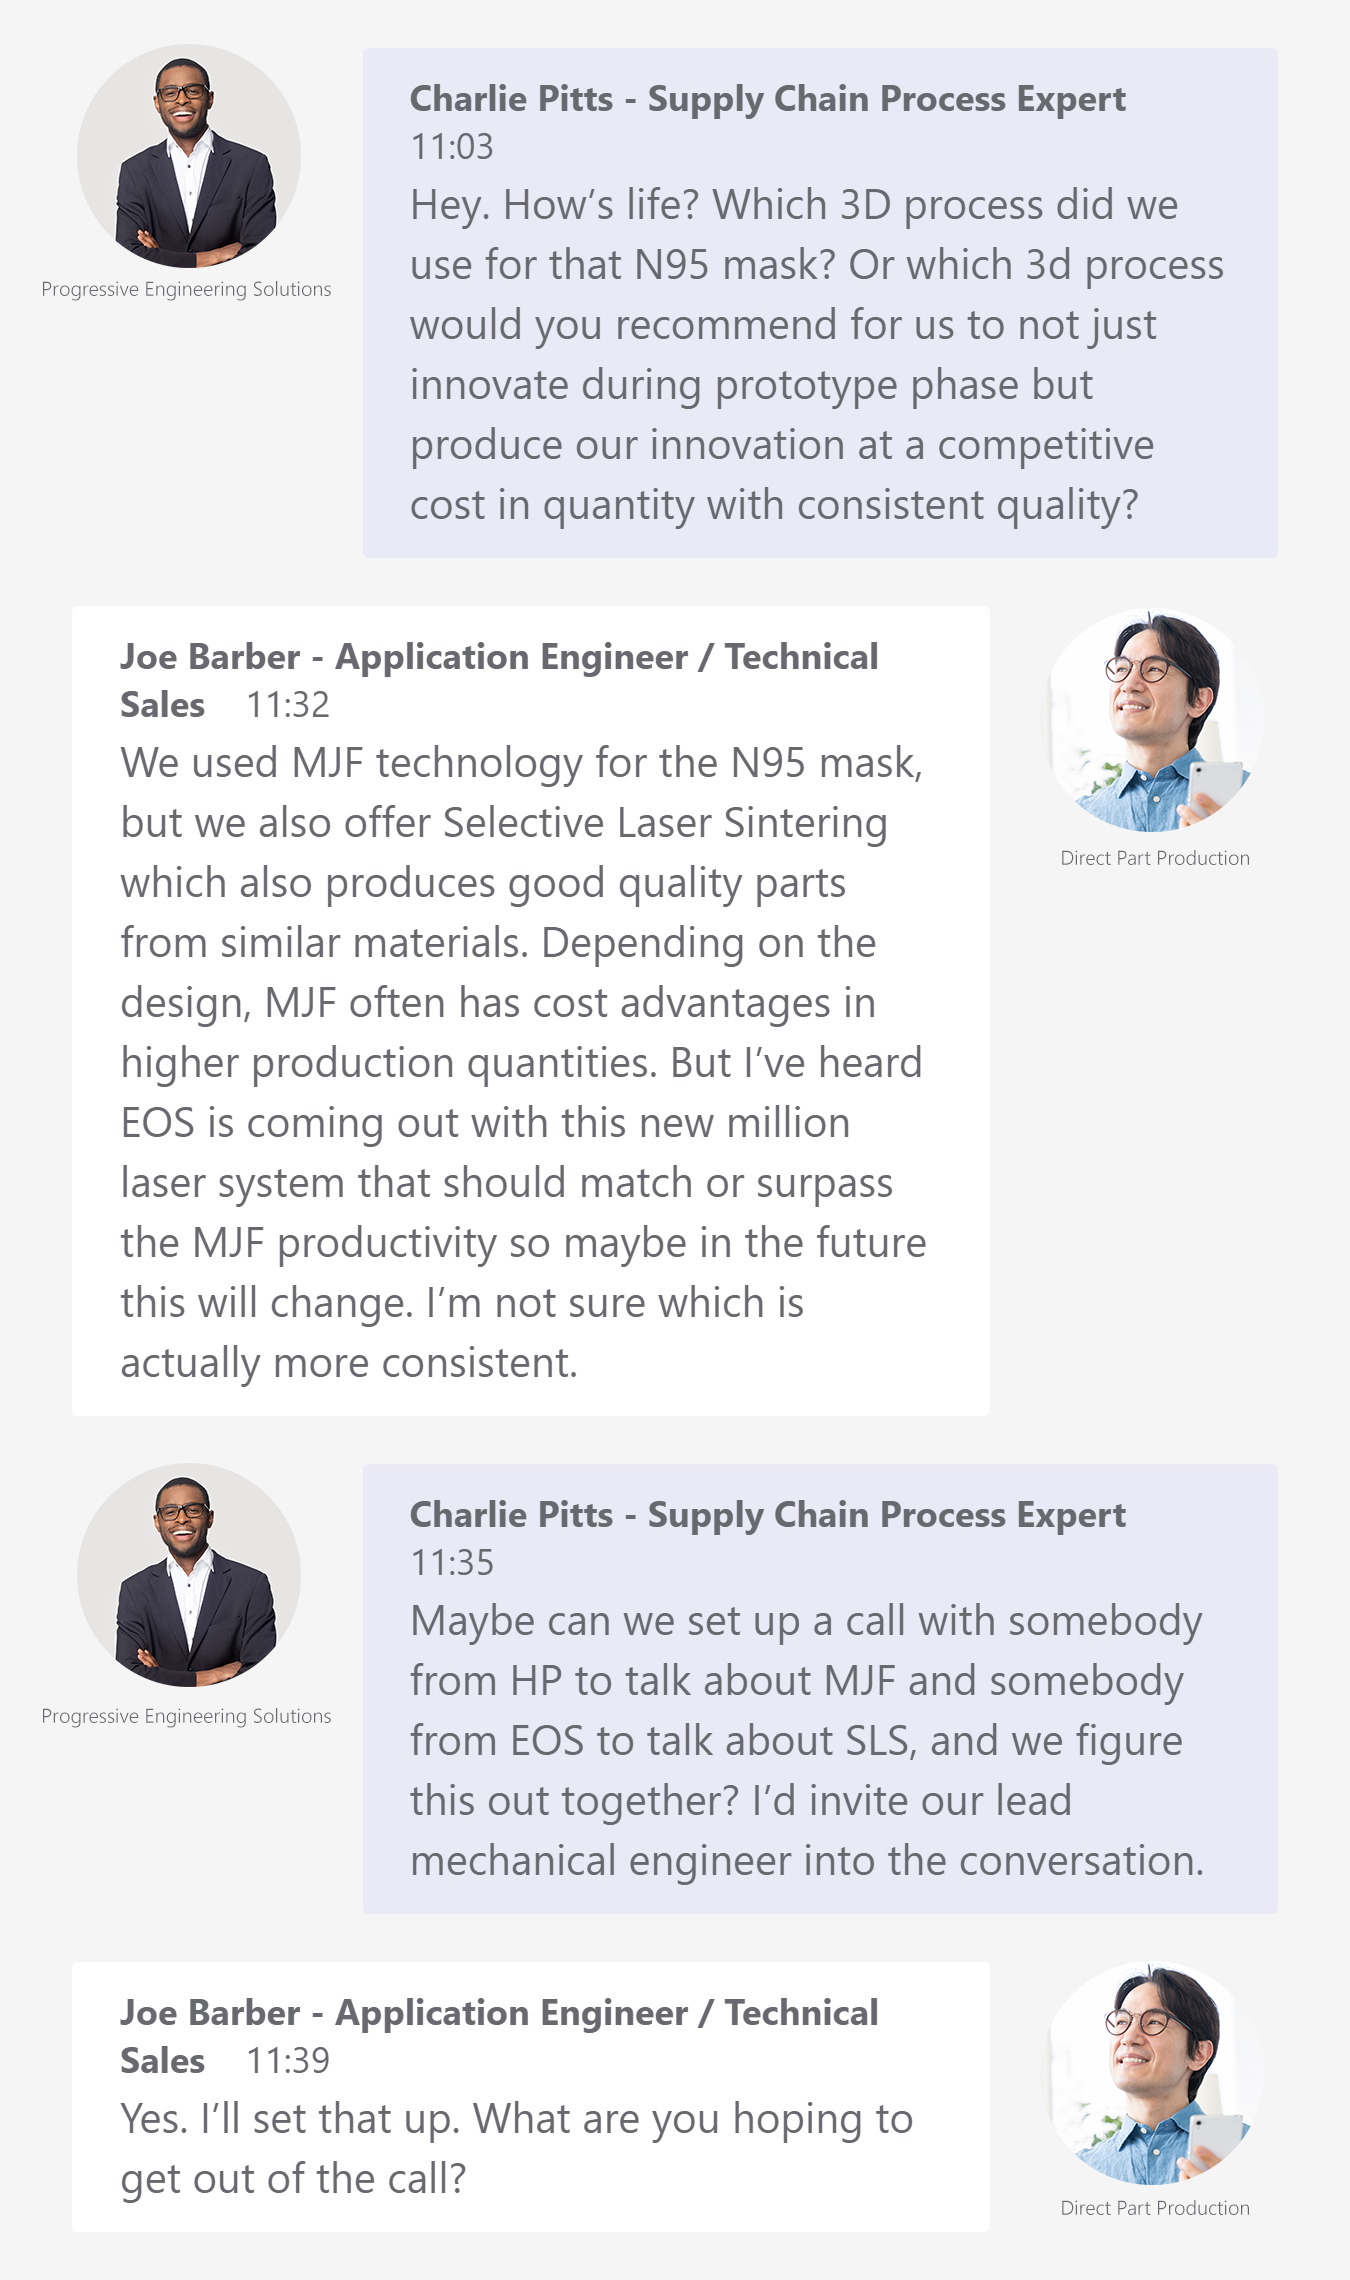 Charlie Pitts - Supply Chain Process Expert
11:03
Hey. How’s life? Which 3D process did we
use for that N95 mask? Or which 3d process
would you recommend for us to not just
innovate during prototype phase but
produce our innovation at a competitive
cost in quantity with consistent quality?
Progressive Engineering Solutions
Joe Barber - Application Engineer / Technical
Sales 11:32
We used MJF technology for the N95 mask,
but we also offer Selective Laser Sintering
which also produces good quality parts
from similar materials. Depending on the
design, MJF often has cost advantages in
higher production quantities. But I’ve heard
EOS is coming out with this new million
laser system that should match or surpass
the MJF productivity so maybe in the future
this will change. I’m not sure which is
actually more consistent.
Direct Part Production
Charlie Pitts - Supply Chain Process Expert
11:35
Maybe can we set up a call with somebody
from HP to talk about MJF and somebody
from EOS to talk about SLS, and we figure
this out together? I’d invite our lead
mechanical engineer into the conversation.
Progressive Engineering Solutions
Joe Barber - Application Engineer / Technical
Sales 11:39
Yes. I’ll set that up. What are you hoping to
get out of the call?
Direct Part Production